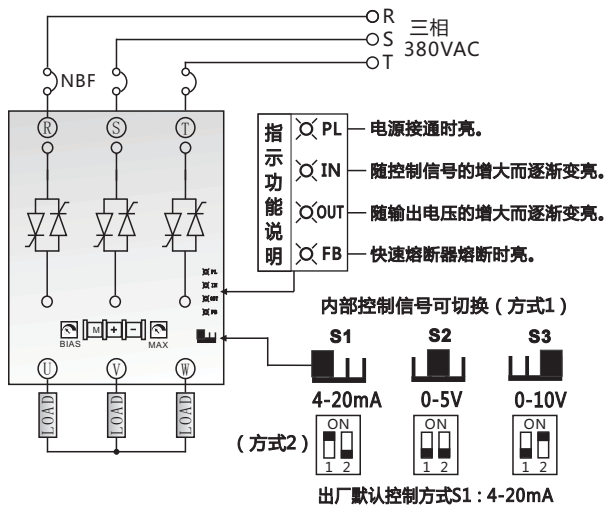 R
S
T
三相
380VAC
NBF
R S T
指示功能说明
PL 电源接通时亮。
IN 随控制信号的增大而逐渐变亮。
OUT 随输出电压的增大而逐渐变亮。
FB 快速熔断器熔断时亮。
PL
IN
OUT
FB
BIAS M + − MAX
U V W
LOAD LOAD LOAD
内部控制信号可切换（方式1）
S1 S2 S3
4-20mA 0-5V 0-10V
（方式2）
ON ON ON
1 2 1 2 1 2
出厂默认控制方式S1：4-20mA